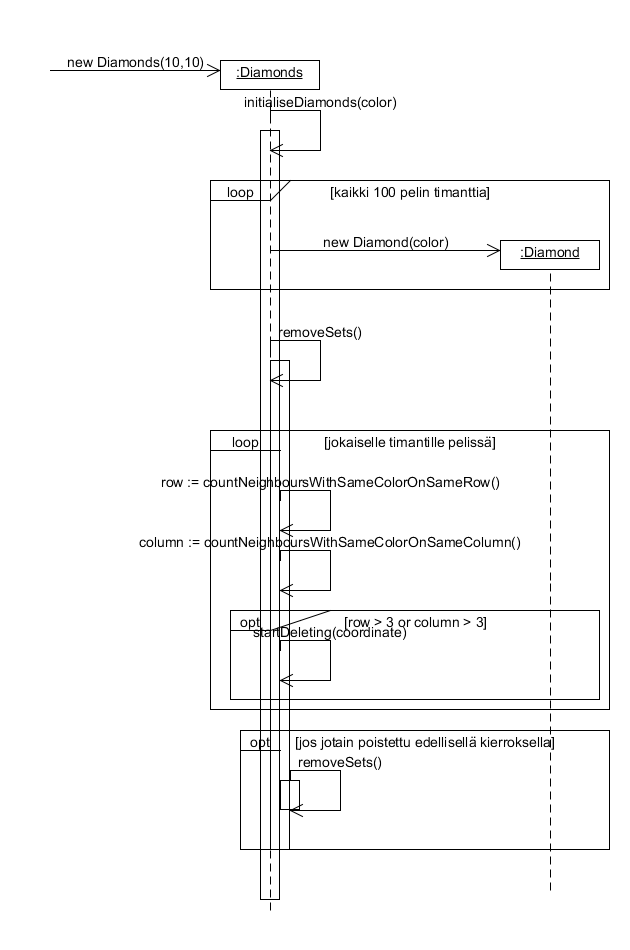 new Diamonds(10,10)
:Diamonds
initialiseDiamonds(color)
loop
[kaikki 100 pelin timanttia]
new Diamond(color)
:Diamond
removeSets()
loop
[jokaiselle timantille pelissä]
row := countNeighboursWithSameColorOnSameRow()
column := countNeighboursWithSameColorOnSameColumn()
opt
[row > 3 or column > 3]
startDeleting(coordinate)
opt
[jos jotain poistettu edellisellä kierroksella]
removeSets()